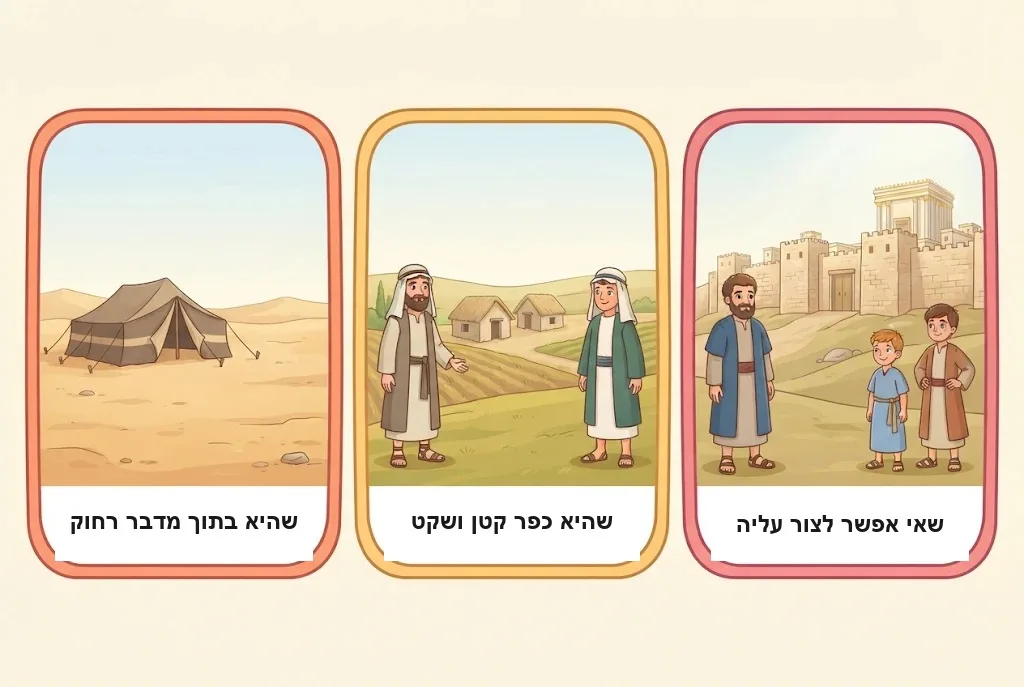 שאי אפשר לצור עליה
שהיא כפר קטן ושקט
שהיא בתוך מדבר רחוק